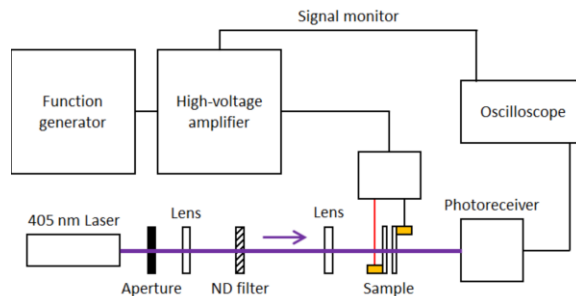 Signal monitor
Function
generator
High-voltage
amplifier
Oscilloscope
405 nm Laser
Lens
Lens
Photoreceiver
Aperture
ND filter
Sample